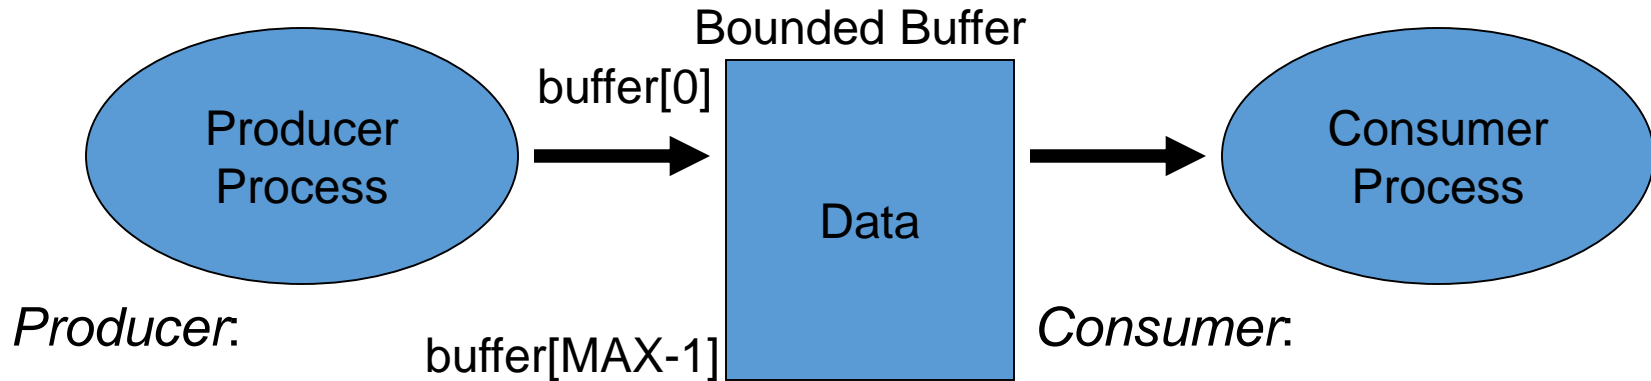 Bounded Buffer
buffer[0]
Producer
Process
Data
Consumer
Process
Producer:
buffer[MAX-1]
Consumer: